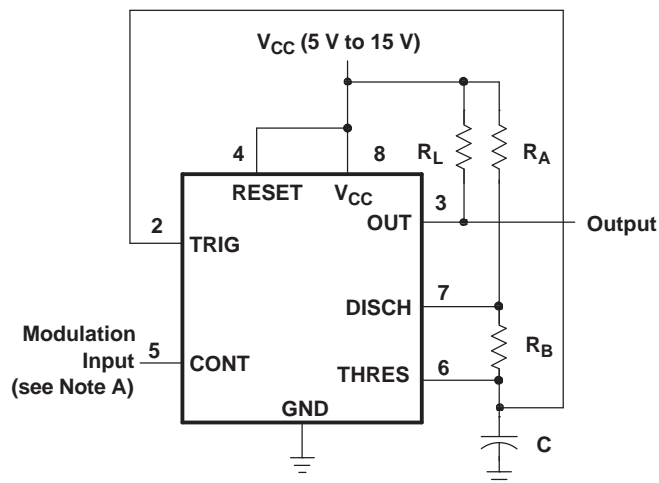 V_CC (5 V to 15 V)
4
8
R_L
R_A
RESET
V_CC
3
2
OUT
Output
TRIG
7
DISCH
Modulation
Input
(see Note A)
5
CONT
R_B
6
THRES
GND
C